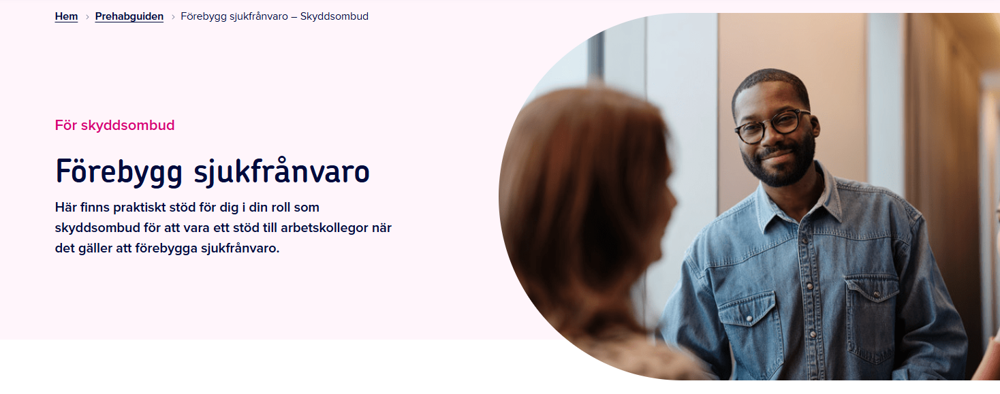 Hem › Prehabguiden › Förebygg sjukfrånvaro – Skyddsombud
För skyddsombud
Förebygg sjukfrånvaro
Här finns praktiskt stöd för dig i din roll som
skyddsombud för att vara ett stöd till arbetskollegor när
det gäller att förebygga sjukfrånvaro.